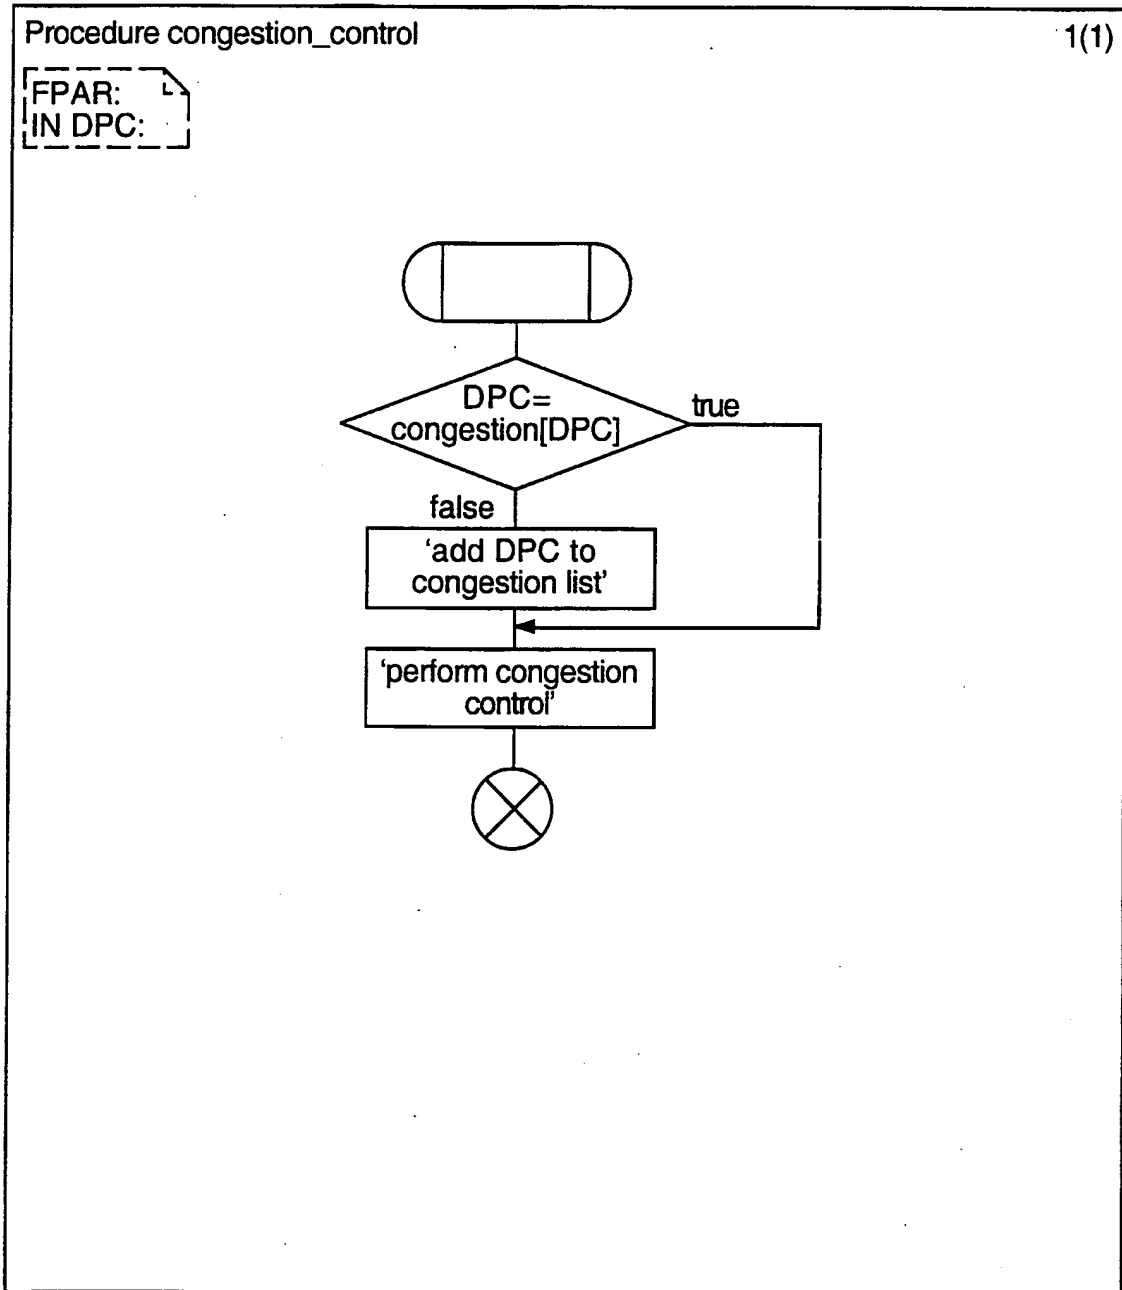 Procedure congestion_control
1(1)
FPAR:
IN DPC:
DPC=
congestion[DPC]
true
false
‘add DPC to
congestion list’
‘perform congestion
control’